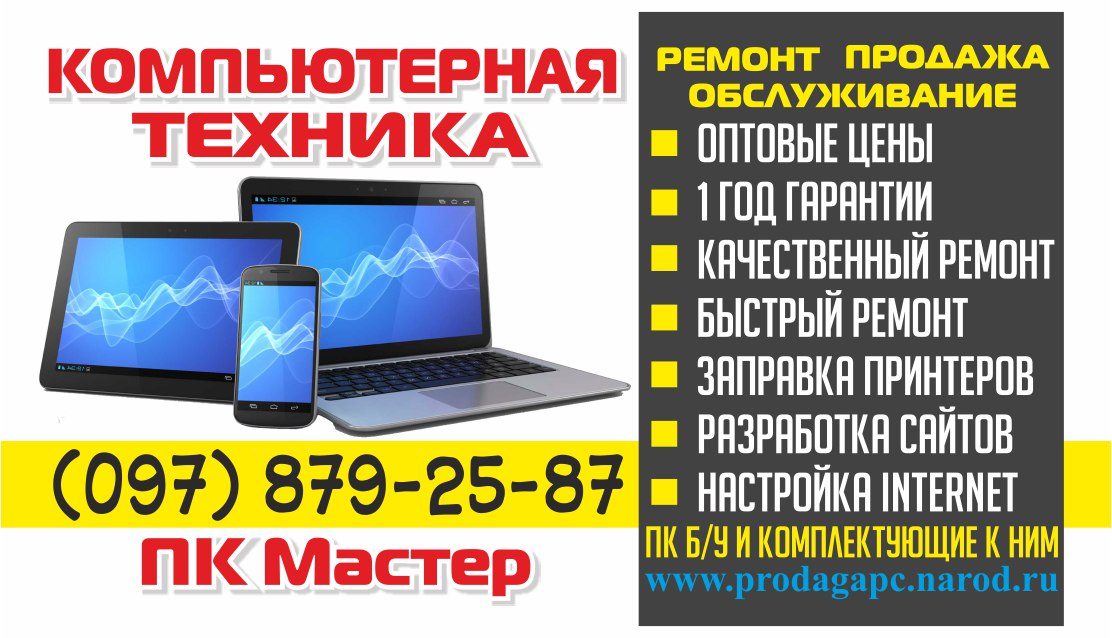 КОМПЬЮТЕРНАЯ
ТЕХНИКА
(097) 879-25-87
ПК Мастер
РЕМОНТ ПРОДАЖА
ОБСЛУЖИВАНИЕ
ОПТОВЫЕ ЦЕНЫ
1 ГОД ГАРАНТИИ
КАЧЕСТВЕННЫЙ РЕМОНТ
БЫСТРЫЙ РЕМОНТ
ЗАПРАВКА ПРИНТЕРОВ
РАЗРАБОТКА САЙТОВ
НАСТРОЙКА INTERNET
ПК Б/У И КОМПЛЕКТУЮЩИЕ К НИМ
www.prodagapc.narod.ru